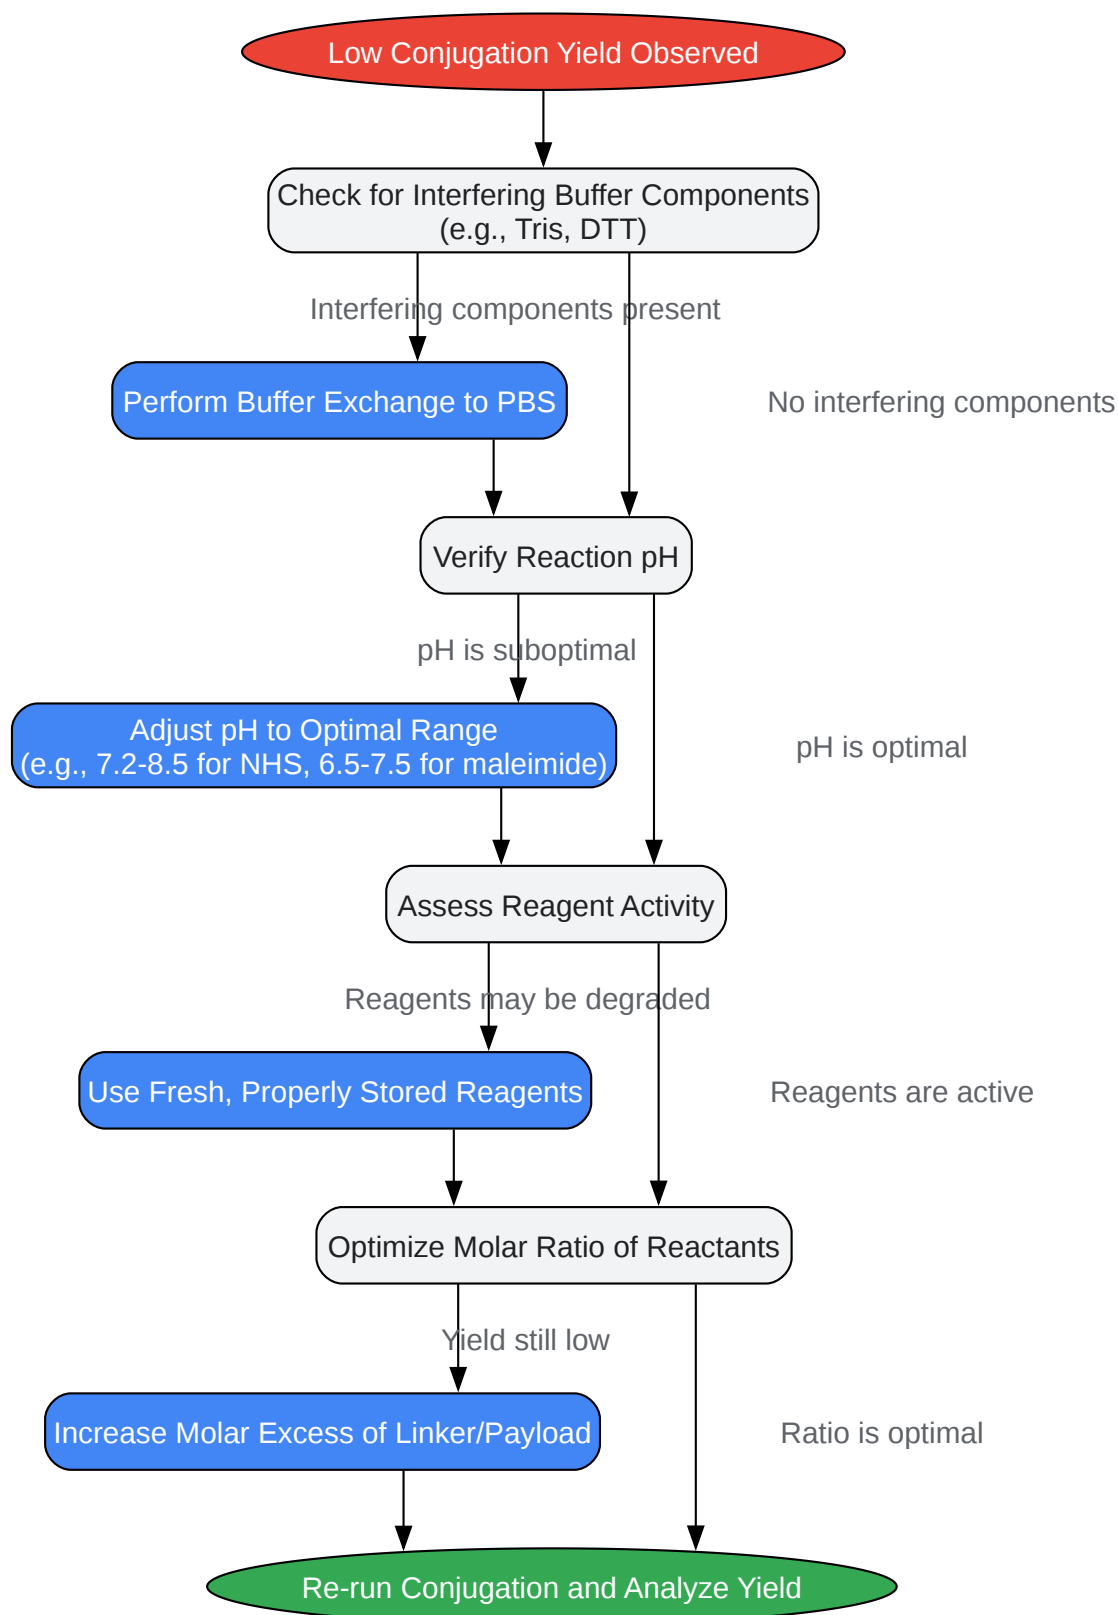 Low Conjugation Yield Observed
Check for Interfering Buffer Components
(e.g., Tris, DTT)
Interfering components present
Perform Buffer Exchange to PBS
No interfering components
Verify Reaction pH
pH is suboptimal
Adjust pH to Optimal Range
(e.g., 7.2-8.5 for NHS, 6.5-7.5 for maleimide)
pH is optimal
Assess Reagent Activity
Reagents may be degraded
Use Fresh, Properly Stored Reagents
Reagents are active
Optimize Molar Ratio of Reactants
Yield still low
Increase Molar Excess of Linker/Payload
Ratio is optimal
Re-run Conjugation and Analyze Yield